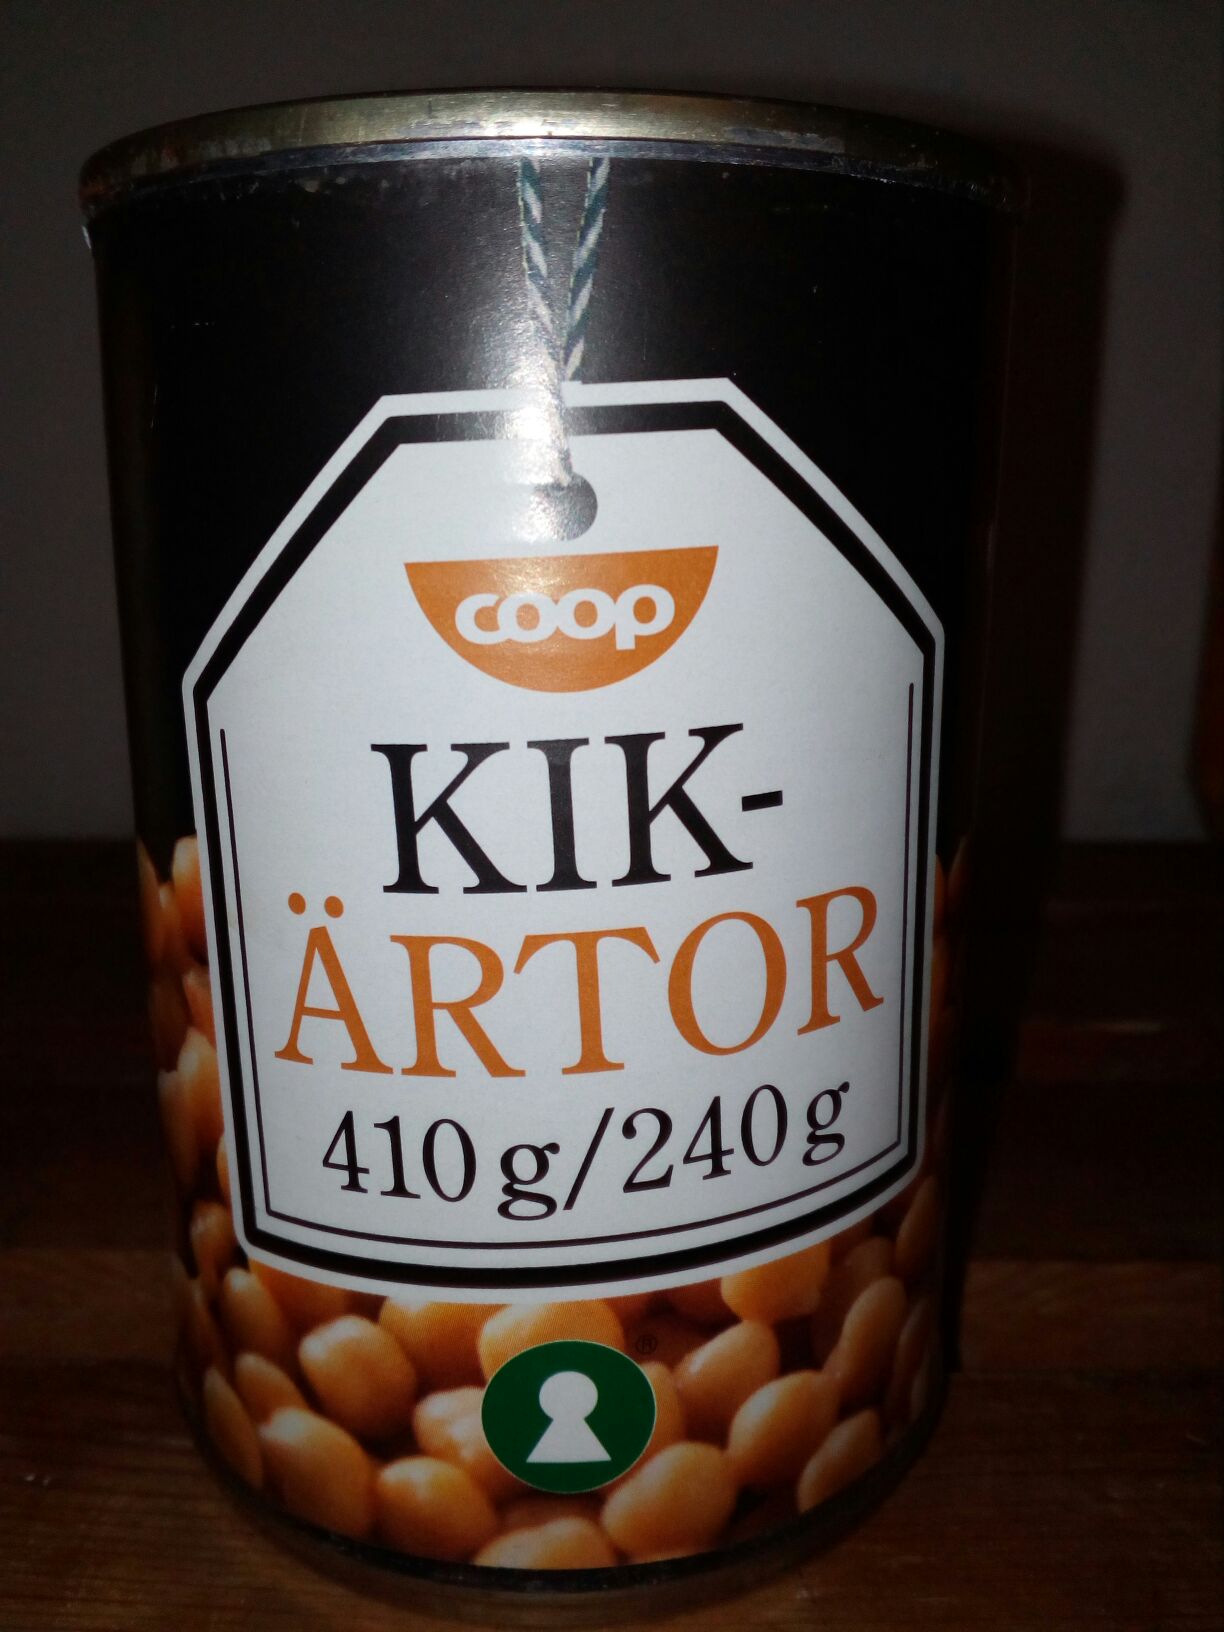 coop
KIK-
ÄRTOR
410 g/240 g
®